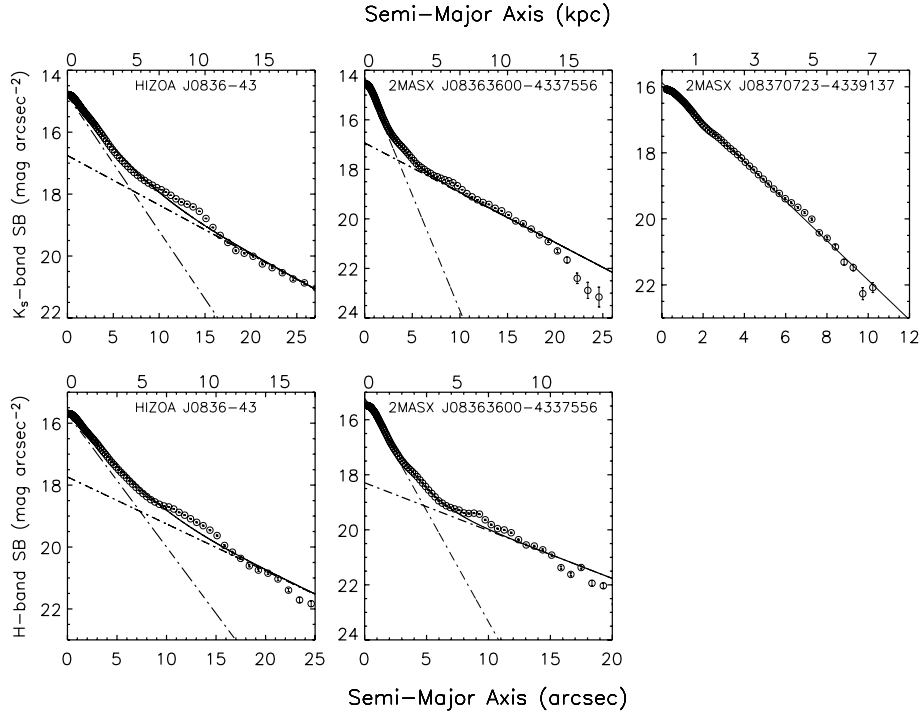 Semi-Major Axis (kpc)
0 5 10 15
0 5 10 15
1 3 5 7
HIZOA J0836-43
2MASX J08363600-4337556
2MASX J08370723-4339137
Ks-band SB (mag arcsec-2)
14
16
18
20
22
14
16
18
20
22
24
16
18
20
22
0 5 10 15 20 25
0 5 10 15 20 25
0 2 4 6 8 10 12
0 5 10 15
0 5 10
HIZOA J0836-43
2MASX J08363600-4337556
H-band SB (mag arcsec-2)
16
18
20
22
16
18
20
22
24
0 5 10 15 20 25
0 5 10 15 20
Semi-Major Axis (arcsec)